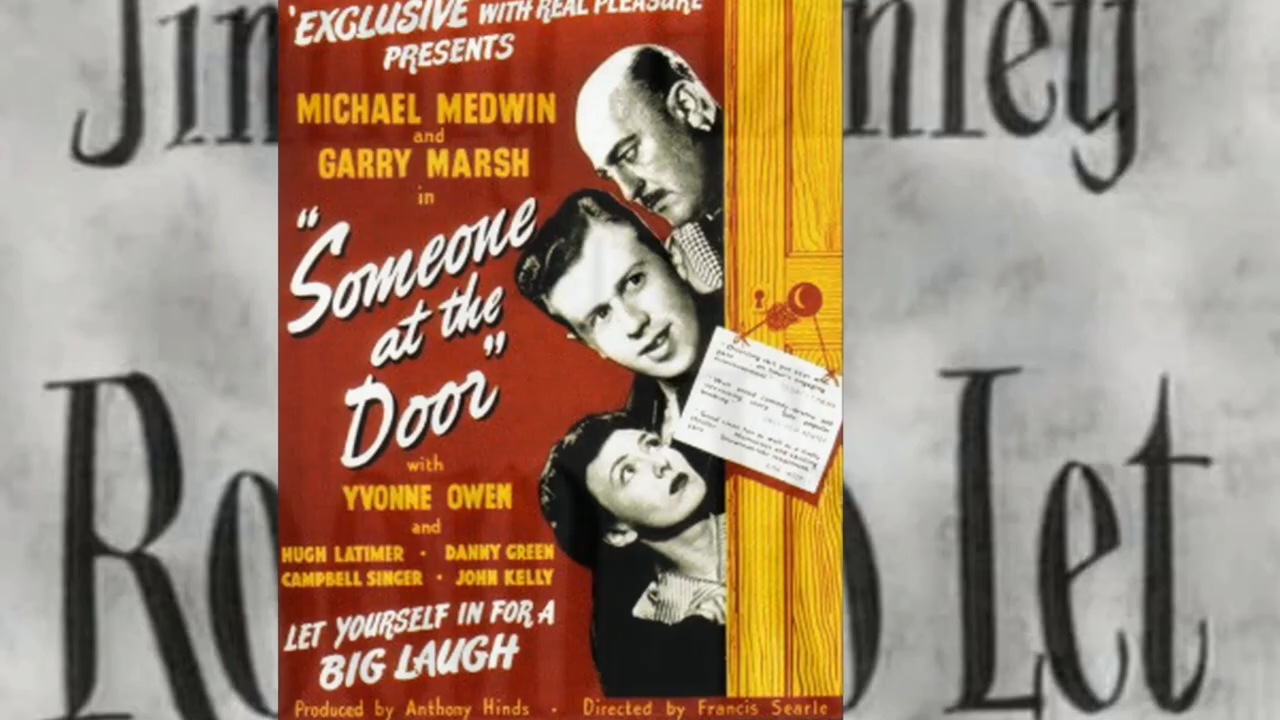 'EXCLUSIVE WITH REAL PLEASURE
PRESENTS
MICHAEL MEDWIN
and
GARRY MARSH
in
"Someone
at the
Door"
with
YVONNE OWEN
and
HUGH LATIMER · DANNY GREEN
CAMPBELL SINGER · JOHN KELLY
LET YOURSELF IN FOR A
BIG LAUGH
Produced by Anthony Hinds · Directed by Francis Searle
Let